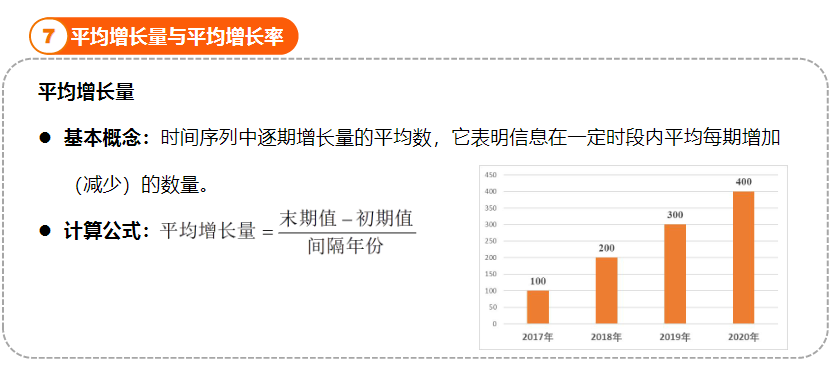 7 平均增长量与平均增长率
平均增长量
● 基本概念：时间序列中逐期增长量的平均数，它表明信息在一定时段内平均每期增加
（减少）的数量。
● 计算公式：平均增长量 = 末期值－初期值
间隔年份
450
400
350
300
250
200
150
100
50
0
100
200
300
400
2017年 2018年 2019年 2020年